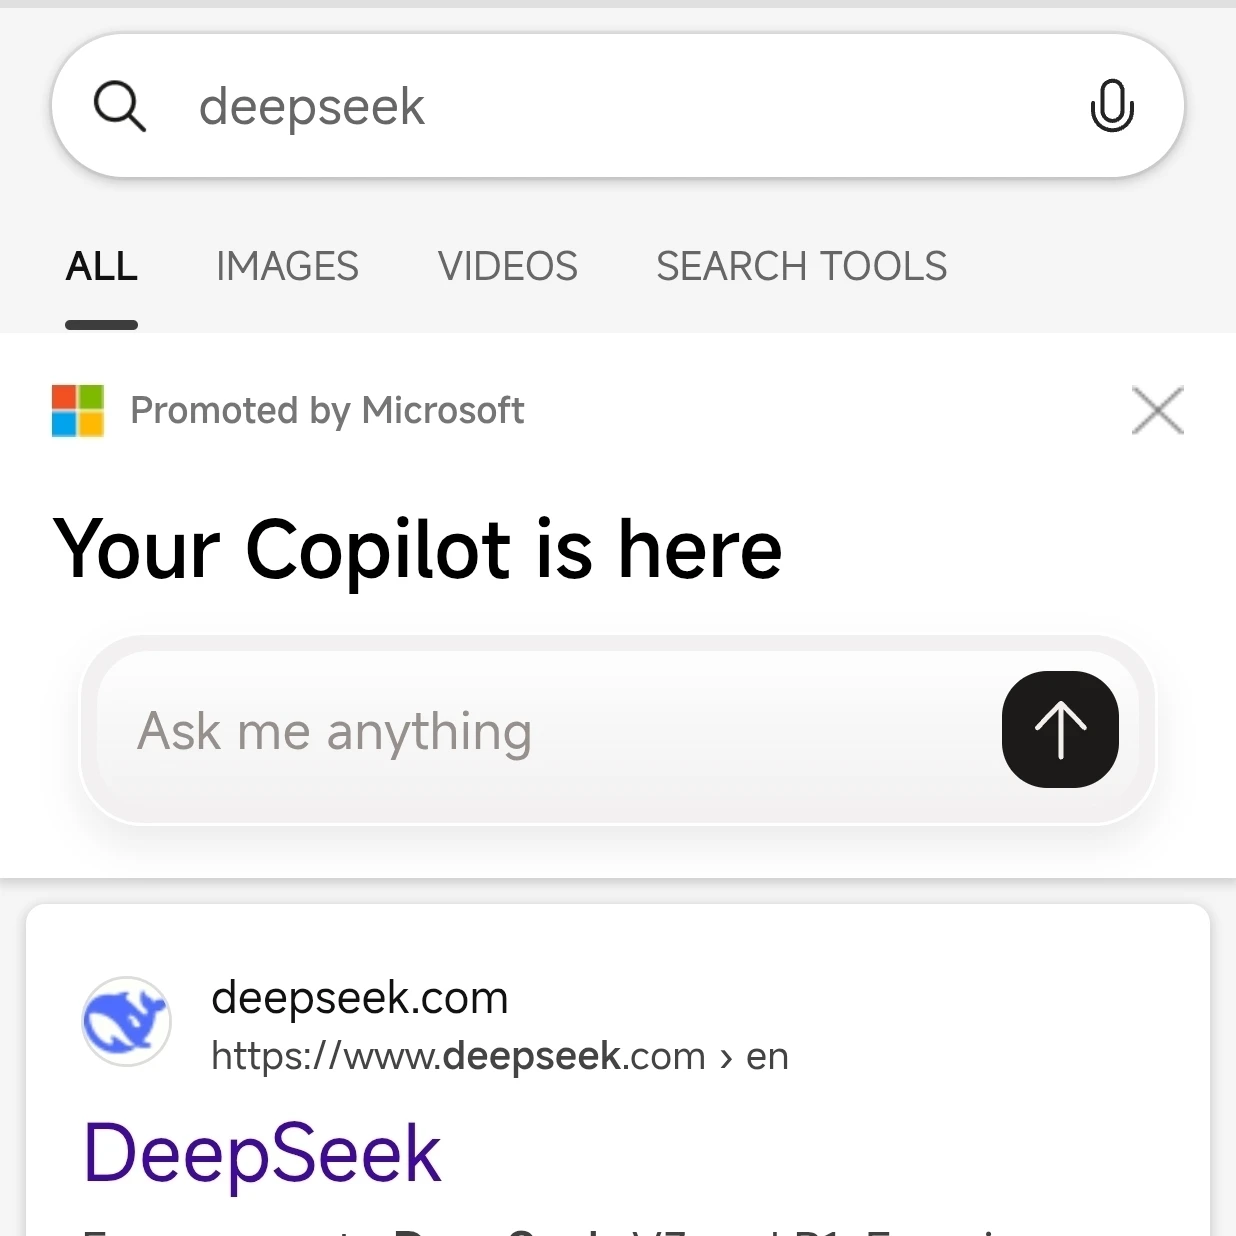 deepseek
ALL IMAGES VIDEOS SEARCH TOOLS
Promoted by Microsoft
Your Copilot is here
Ask me anything
deepseek.com
https://www.deepseek.com › en
DeepSeek